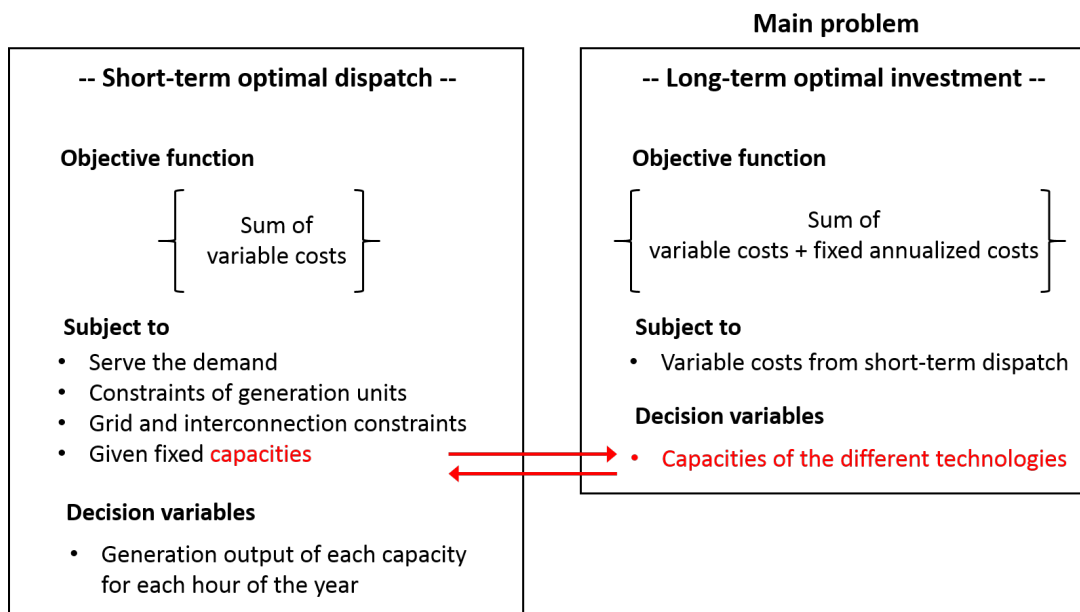 Main problem
-- Short-term optimal dispatch --
Objective function
Sum of
variable costs
Subject to
• Serve the demand
• Constraints of generation units
• Grid and interconnection constraints
• Given fixed capacities
Decision variables
• Generation output of each capacity
for each hour of the year
-- Long-term optimal investment --
Objective function
Sum of
variable costs + fixed annualized costs
Subject to
• Variable costs from short-term dispatch
Decision variables
• Capacities of the different technologies